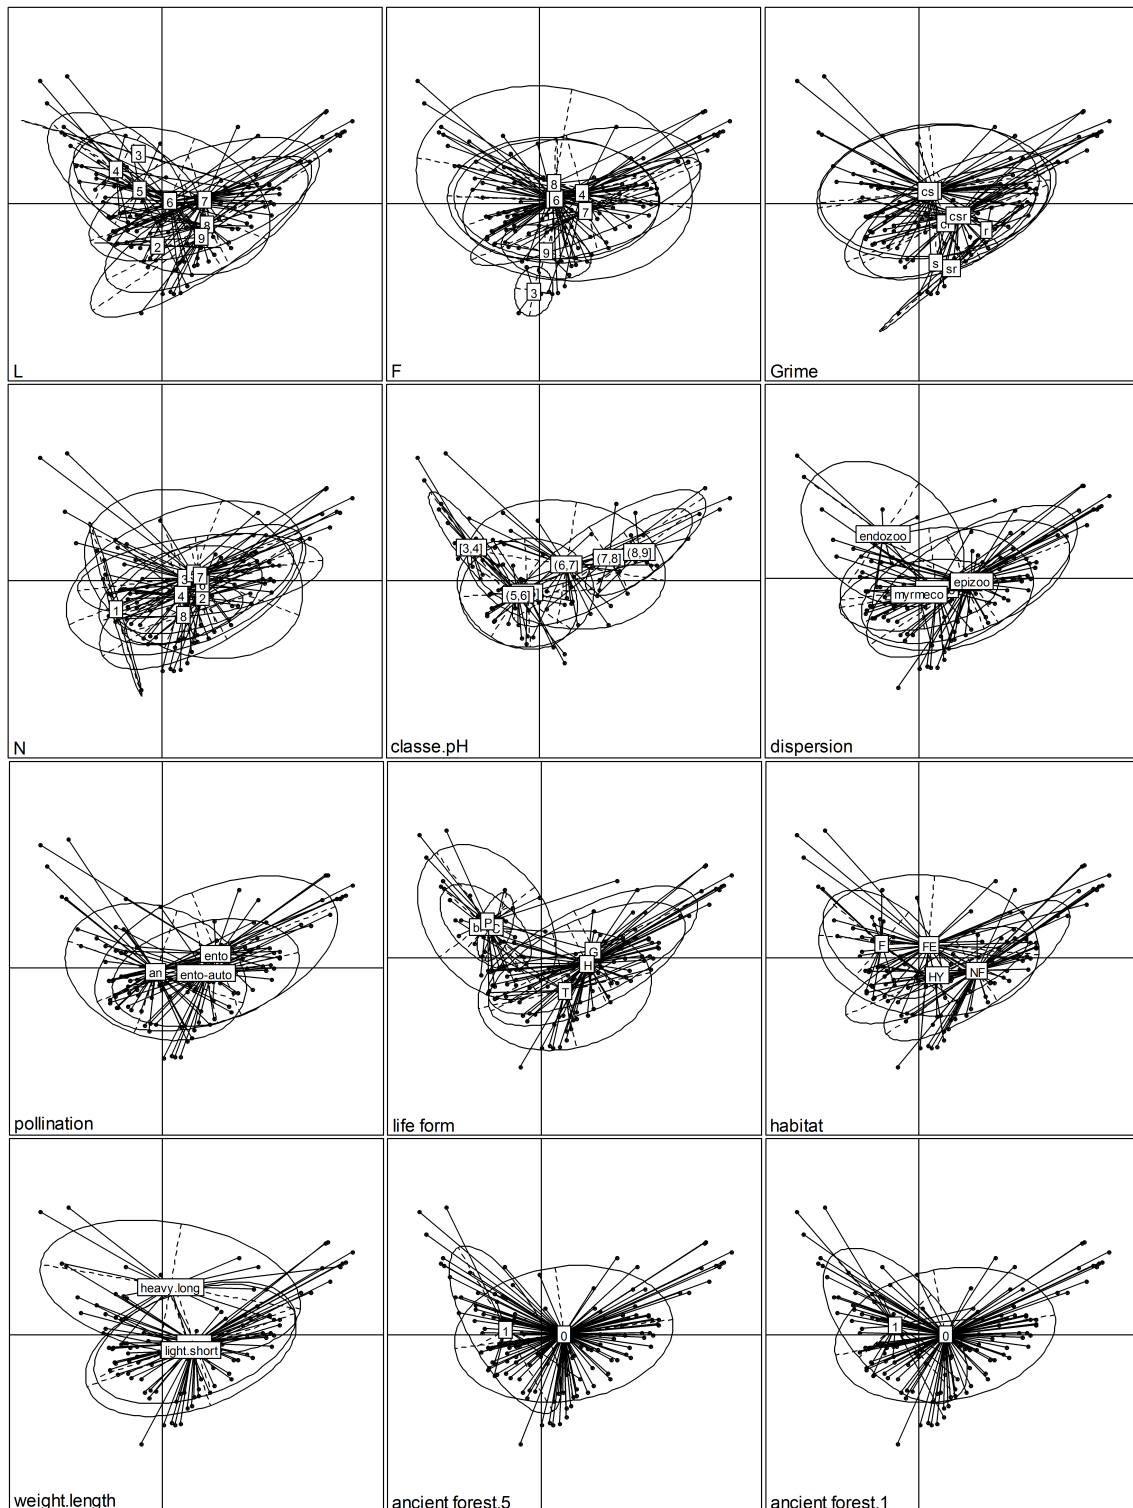 3
4
5
6
7
8
9
2
L
8
6
4
7
9
3
F
cs
csr
r
s
sr
Grime
3
7
4
2
1
8
N
[3,4]
(6,7]
(7,8]
(8,9]
(5,6]
classe.pH
endozoo
epizoo
myrmeco
dispersion
ento
an
ento-auto
pollination
P
G
H
T
life form
F
FE
HY
NF
habitat
heavy.long
light.short
weight.length
1
0
ancient forest.5
1
0
ancient forest.1